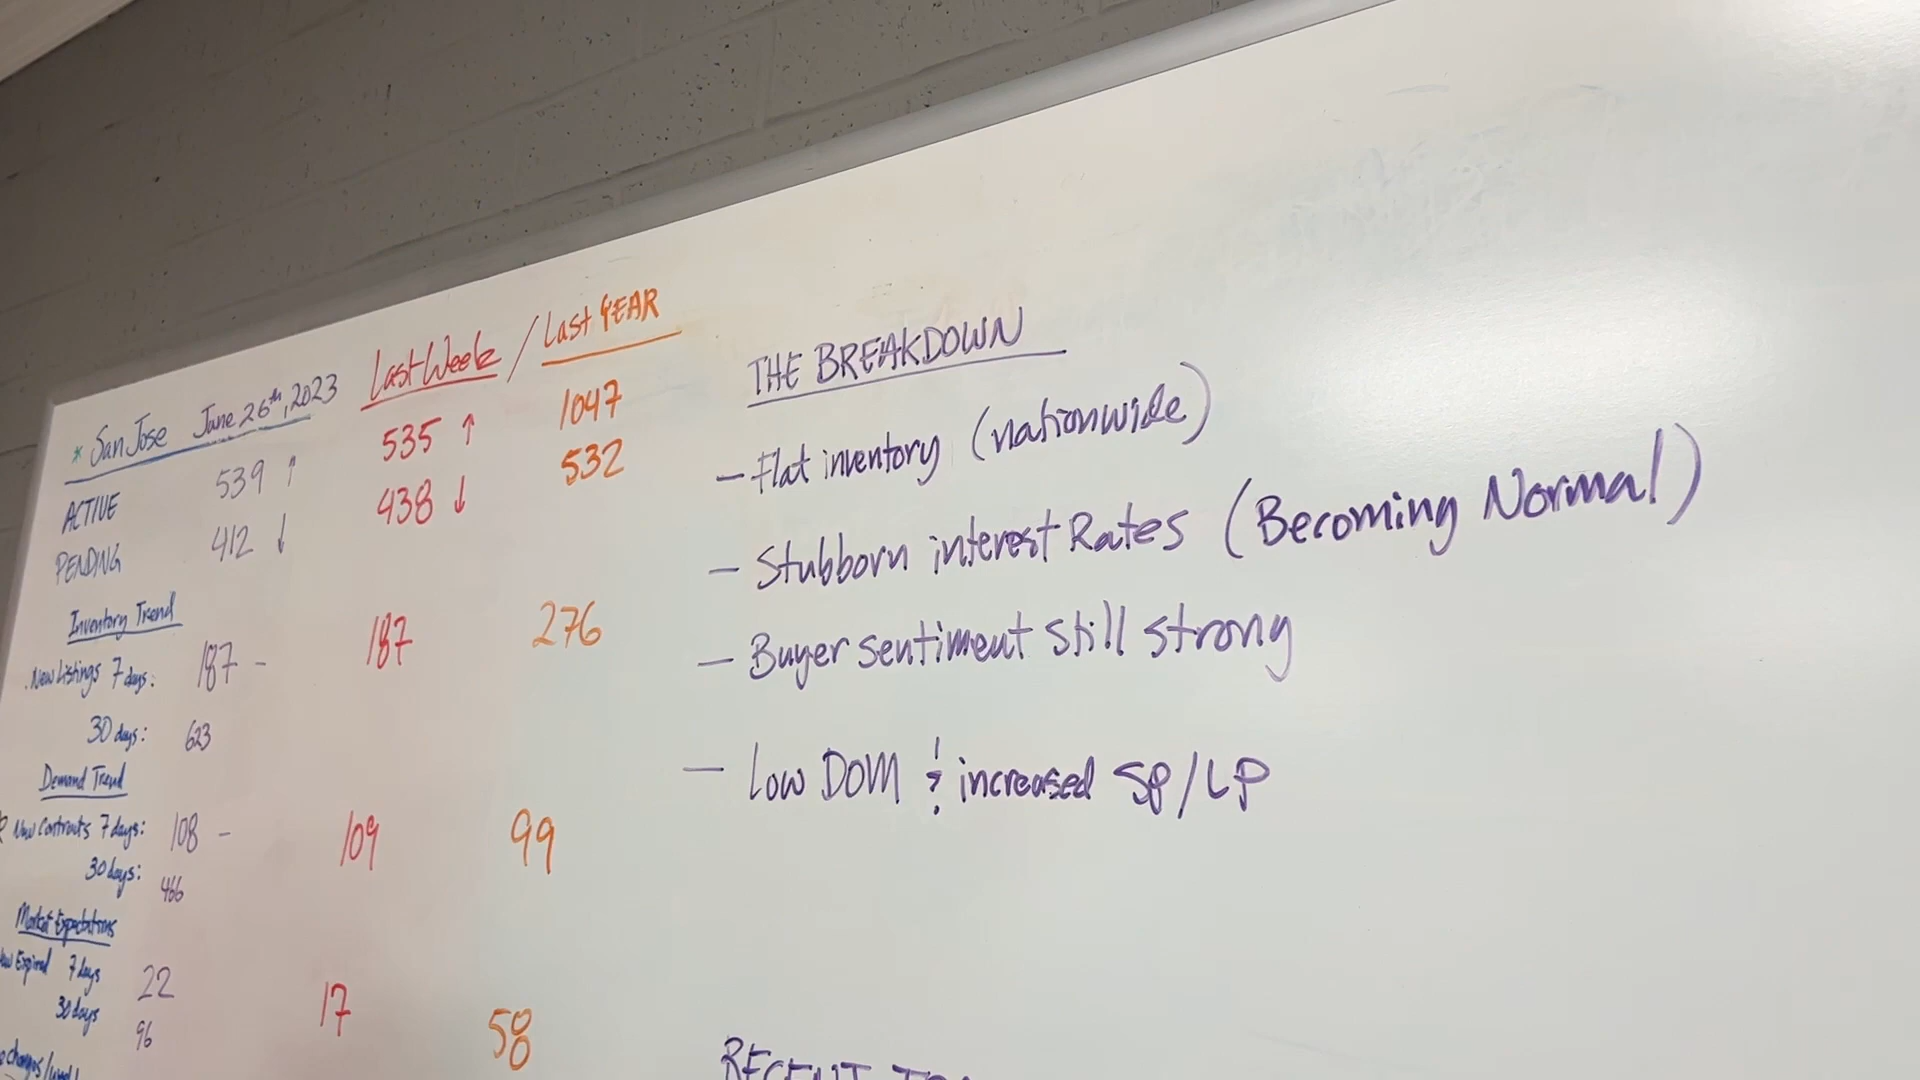 * San Jose June 26th, 2023 Last Week / Last YEAR
ACTIVE 539 ↑ 535 ↑ 1047
PENDING 412 ↓ 438 ↓ 532
Inventory Trend
. New Listings 7 days: 187 - 187 276
30 days: 623
Demand Trend
New Contracts 7 days: 108 - 109 99
30 days: 466
Market Expectations
Expired 7 days 22 17 58
30 days 96
changes/
THE BREAKDOWN
- Flat inventory (nationwide)
- Stubborn interest Rates (Becoming Normal)
- Buyer sentiment still strong
- Low DOM & increased SP/LP
RECENT